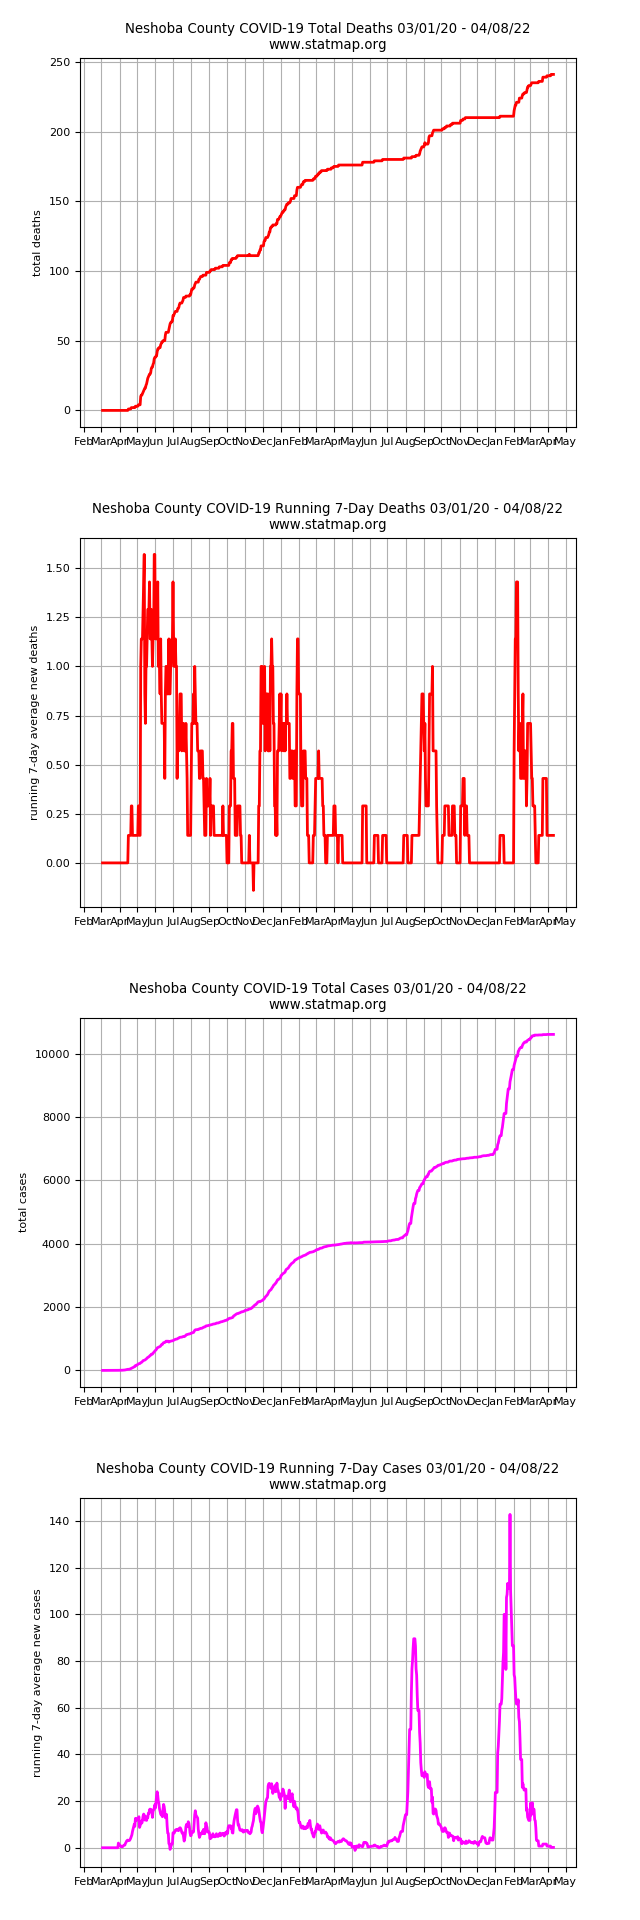 Neshoba County COVID-19 Total Deaths 03/01/20 - 04/08/22
www.statmap.org
250
200
150
100
50
0
total deaths
Feb Mar Apr May Jun Jul Aug Sep Oct Nov Dec Jan Feb Mar Apr May Jun Jul Aug Sep Oct Nov Dec Jan Feb Mar Apr May
Neshoba County COVID-19 Running 7-Day Deaths 03/01/20 - 04/08/22
www.statmap.org
1.50
1.25
1.00
0.75
0.50
0.25
0.00
running 7-day average new deaths
Feb Mar Apr May Jun Jul Aug Sep Oct Nov Dec Jan Feb Mar Apr May Jun Jul Aug Sep Oct Nov Dec Jan Feb Mar Apr May
Neshoba County COVID-19 Total Cases 03/01/20 - 04/08/22
www.statmap.org
10000
8000
6000
4000
2000
0
total cases
Feb Mar Apr May Jun Jul Aug Sep Oct Nov Dec Jan Feb Mar Apr May Jun Jul Aug Sep Oct Nov Dec Jan Feb Mar Apr May
Neshoba County COVID-19 Running 7-Day Cases 03/01/20 - 04/08/22
www.statmap.org
140
120
100
80
60
40
20
0
running 7-day average new cases
Feb Mar Apr May Jun Jul Aug Sep Oct Nov Dec Jan Feb Mar Apr May Jun Jul Aug Sep Oct Nov Dec Jan Feb Mar Apr May